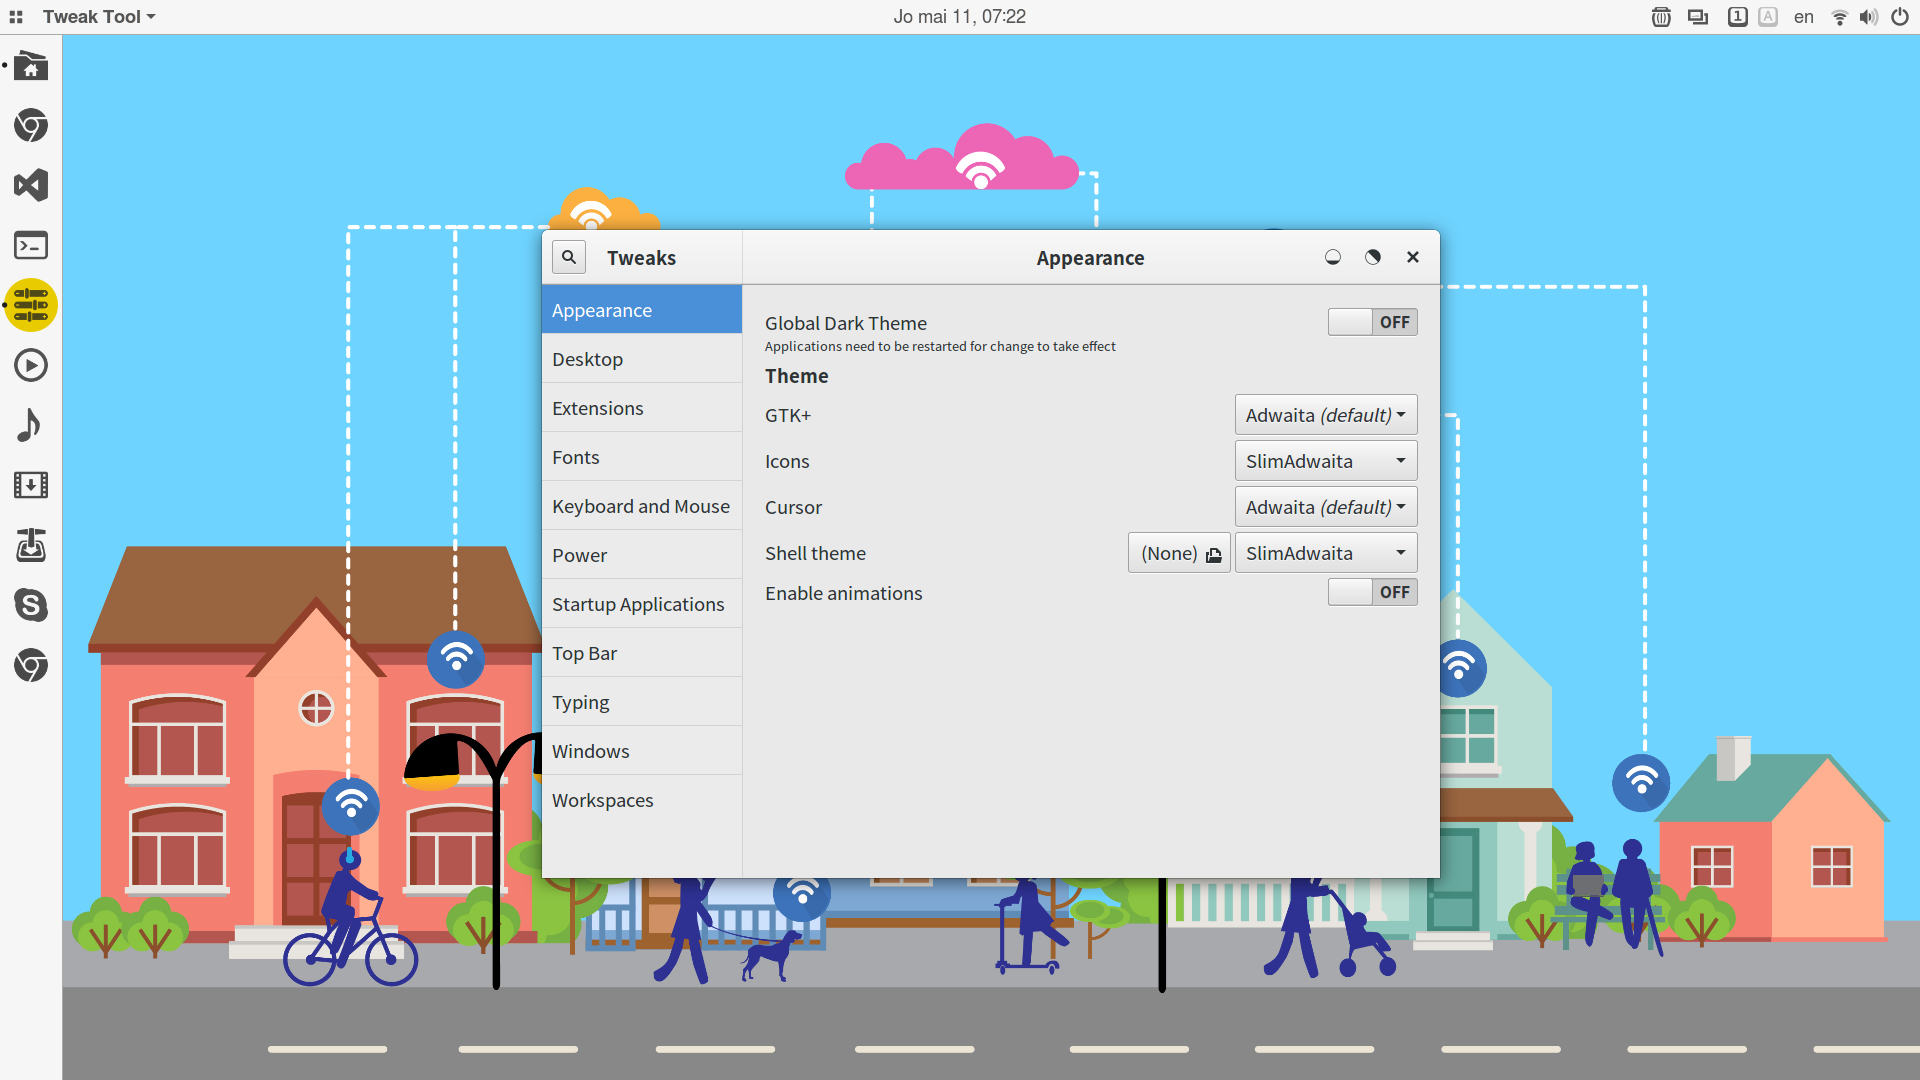 Tweak Tool
Jo mai 11, 07:22
1
A
en
Tweaks
Appearance
Appearance
Desktop
Extensions
Fonts
Keyboard and Mouse
Power
Startup Applications
Top Bar
Typing
Windows
Workspaces
Global Dark Theme OFF
Applications need to be restarted for change to take effect
Theme
GTK+ Adwaita (default)
Icons SlimAdwaita
Cursor Adwaita (default)
Shell theme (None) SlimAdwaita
Enable animations OFF